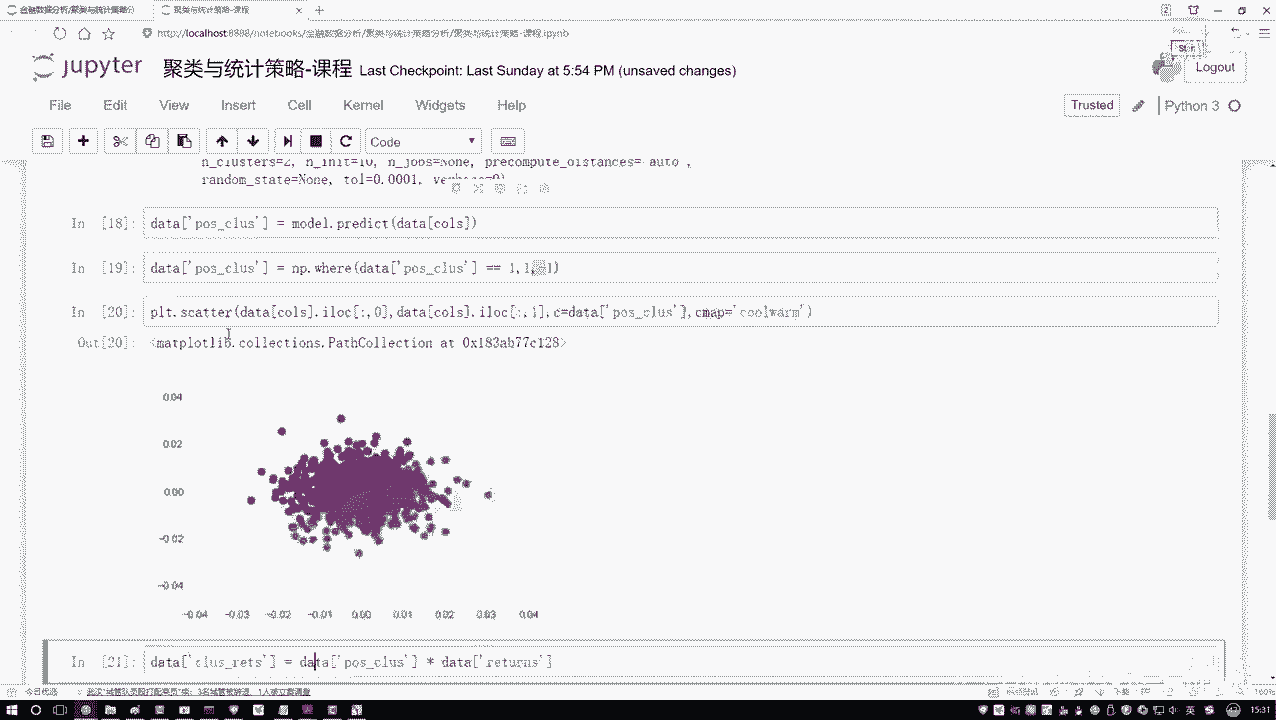 金融数据分析/聚类与统计策略分
聚类与统计策略-课程
http://localhost:8888/notebooks/金融数据分析/聚类与统计策略分析/聚类与统计策略-课程.ipynb
jupyter 聚类与统计策略-课程 Last Checkpoint: Last Sunday at 5:54 PM (unsaved changes)
Logout
File Edit View Insert Cell Kernel Widgets Help
Trusted Python 3
Code
n_clusters=2, n_init=10, n_jobs=None, precompute_distances='auto',
random_state=None, tol=0.0001, verbose=0)
In [18]: data['pos_clus'] = model.predict(data[cols])
In [19]: data['pos_clus'] = np.where(data['pos_clus'] == 1,1,-1)
In [20]: plt.scatter(data[cols].iloc[:,0],data[cols].iloc[:,1],c=data['pos_clus'],cmap='coolwarm')
Out[20]: <matplotlib.collections.PathCollection at 0x183ab77c128>
0.04
0.02
0.00
-0.02
-0.04
-0.04 -0.03 -0.02 -0.01 0.00 0.01 0.02 0.03 0.04
In [21]: data['clus_rets'] = data['pos_clus'] * data['returns']
今日优选
100%
英
15:31